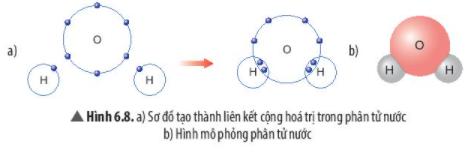 a)
O
H
H
O
H
H
b)
O
H
H
▲ Hình 6.8. a) Sơ đồ tạo thành liên kết cộng hoá trị trong phân tử nước
b) Hình mô phỏng phân tử nước